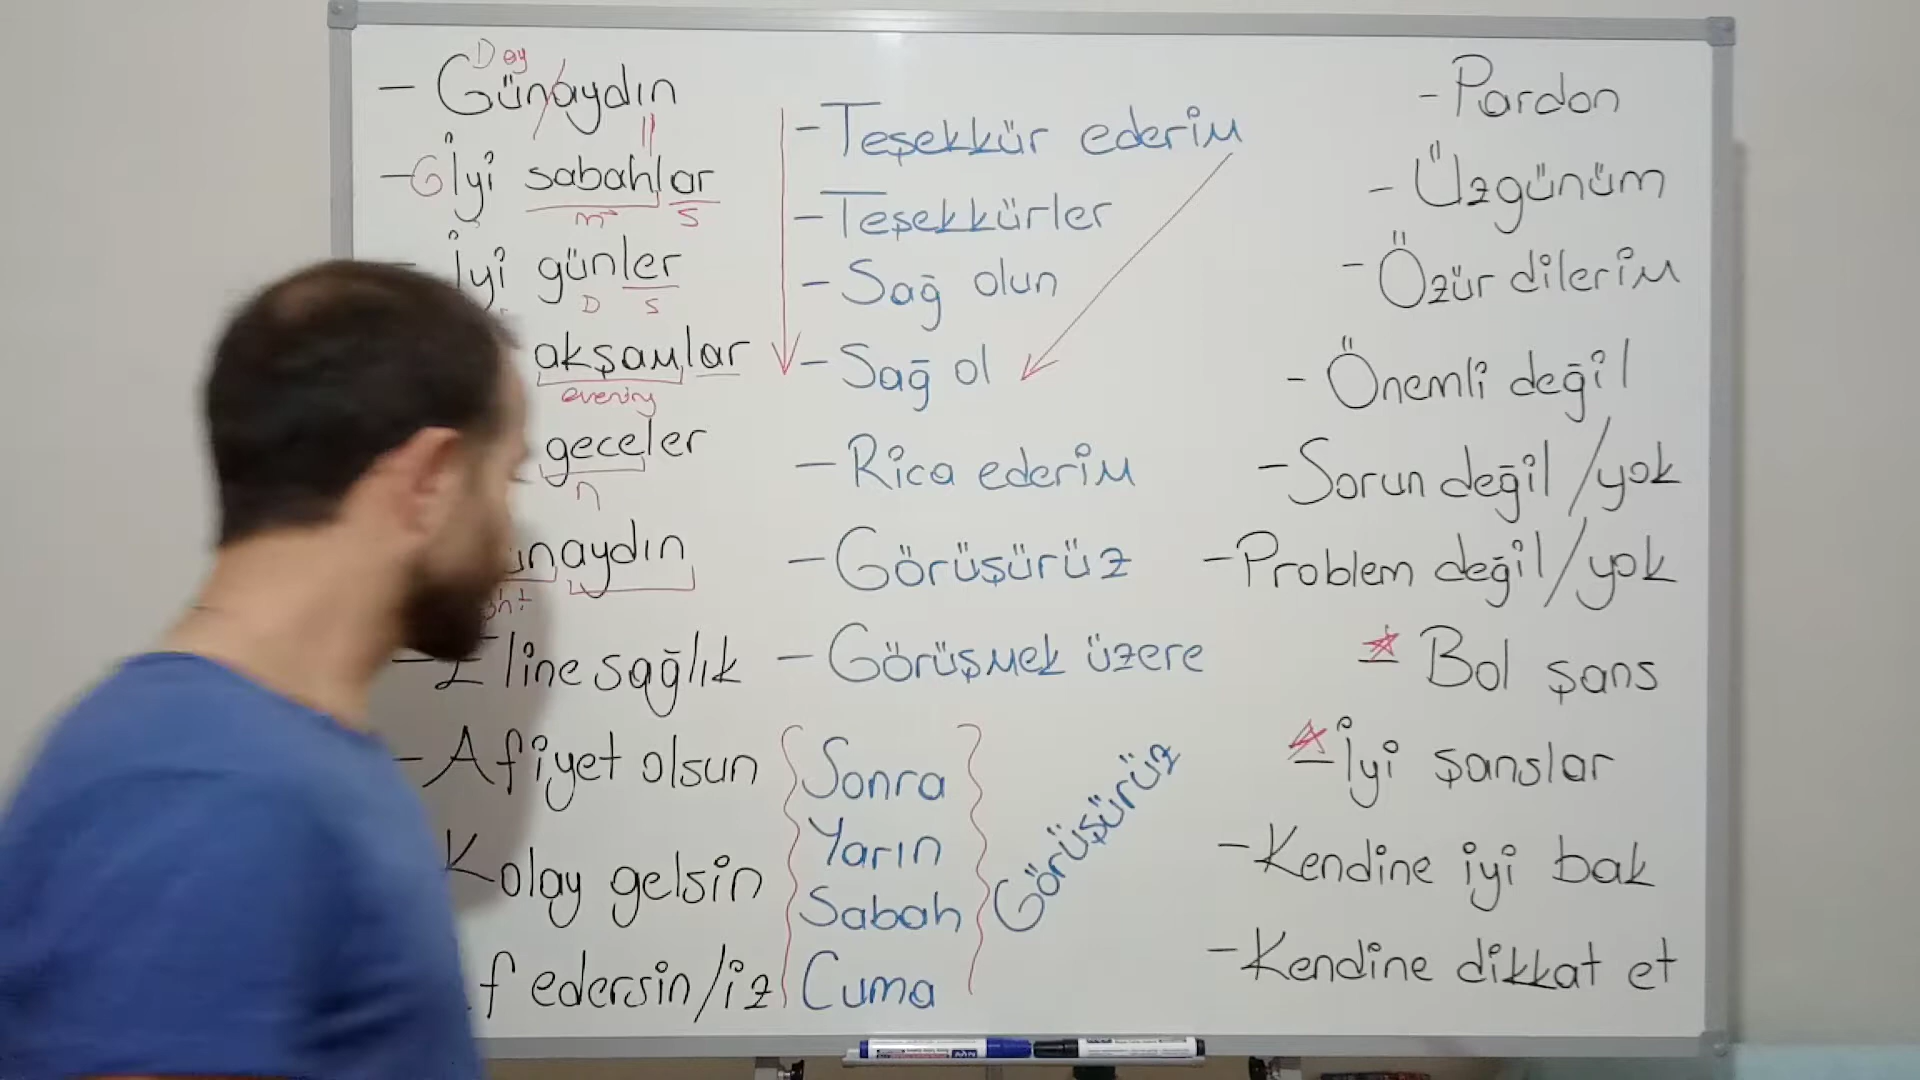 Day
- Günaydın
- G İyi sabahlar
m s
İyi günler
D s
akşamlar
evening
geceler
n
aydın
- Eline sağlık
- Afiyet olsun
Kolay gelsin
edersin/iz
- Teşekkür ederim
- Teşekkürler
- Sağ olun
- Sağ ol
- Rica ederim
- Görüşürüz
- Görüşmek üzere
Sonra
Yarın
Sabah
Cuma
Görüşürüz
- Pardon
- Üzgünüm
- Özür dilerim
- Önemli değil
- Sorun değil/yok
- Problem değil/yok
- Bol şans
- İyi şanslar
- Kendine iyi bak
- Kendine dikkat et